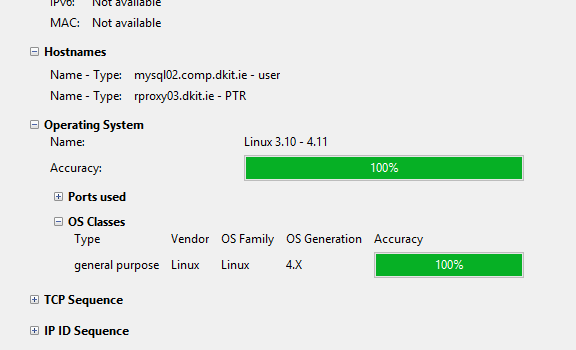 IPv6: Not available
MAC: Not available
Hostnames
Name - Type: mysql02.comp.dkit.ie - user
Name - Type: rproxy03.dkit.ie - PTR
Operating System
Name: Linux 3.10 - 4.11
Accuracy: 100%
Ports used
OS Classes
Type Vendor OS Family OS Generation Accuracy
general purpose Linux Linux 4.X 100%
TCP Sequence
IP ID Sequence